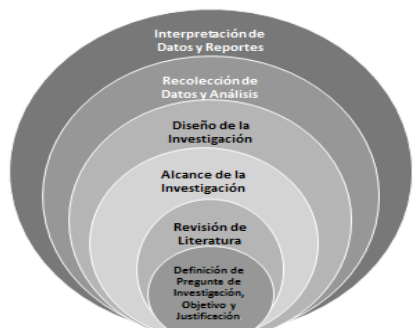 Interpretación de
Datos y Reportes
Recolección de
Datos y Análisis
Diseño de la
Investigación
Alcance de la
Investigación
Revisión de
Literatura
Definición de
Pregunta de
Investigación,
Objetivo y
Justificación.